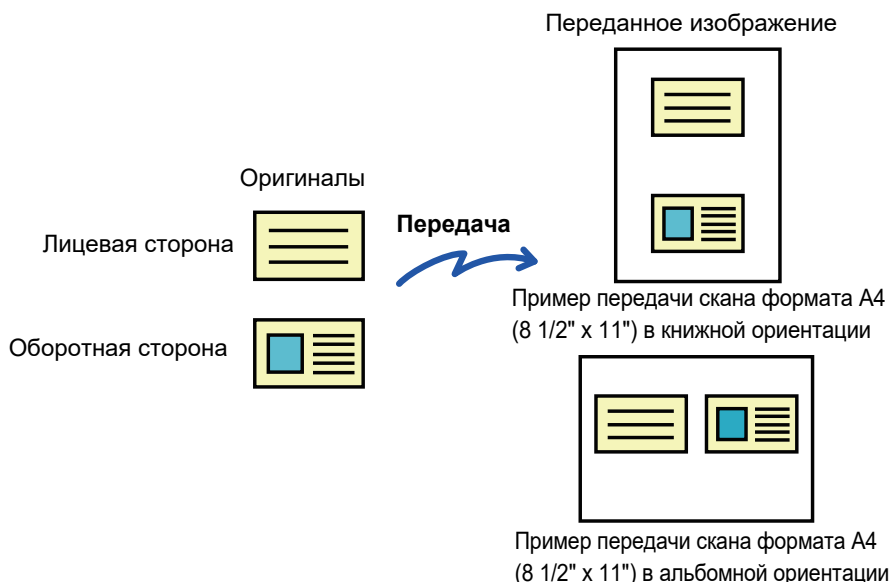 Переданное изображение
Оригиналы
Лицевая сторона
Передача
Оборотная сторона
Пример передачи скана формата A4
(8 1/2" x 11") в книжной ориентации
Пример передачи скана формата A4
(8 1/2" x 11") в альбомной ориентации